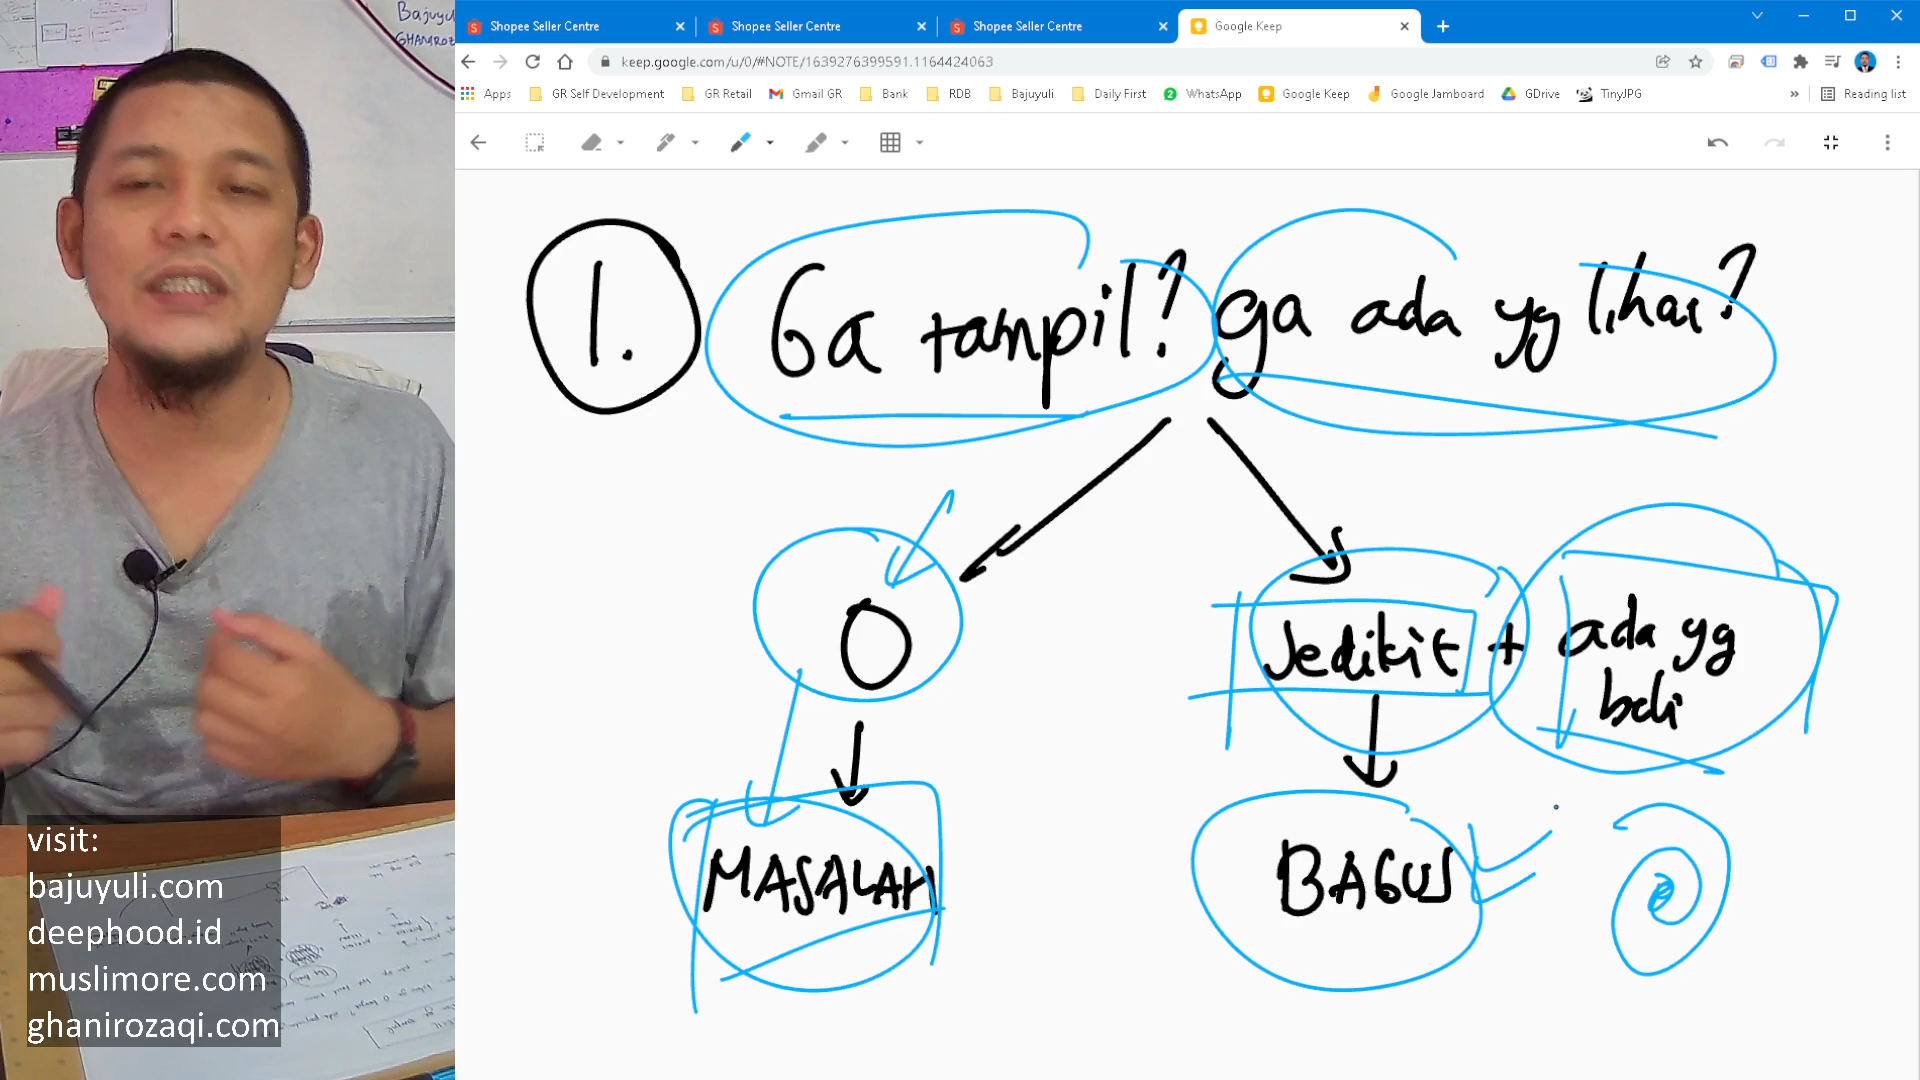 Bajuyu
GHANIROZ
Shopee Seller Centre
Shopee Seller Centre
Shopee Seller Centre
Google Keep
keep.google.com/u/0/#NOTE/1639276399591.1164424063
Apps
GR Self Development
GR Retail
Gmail GR
Bank
RDB
Bajuyuli
Daily First
WhatsApp
Google Keep
Google Jamboard
GDrive
TinyJPG
»
Reading list
1. Ga tampil? ga ada yg lihat?
0
Sedikit + ada yg
beli
MASALAH
BAGUS
visit:
bajuyuli.com
deephood.id
muslimore.com
ghanirozaqi.com